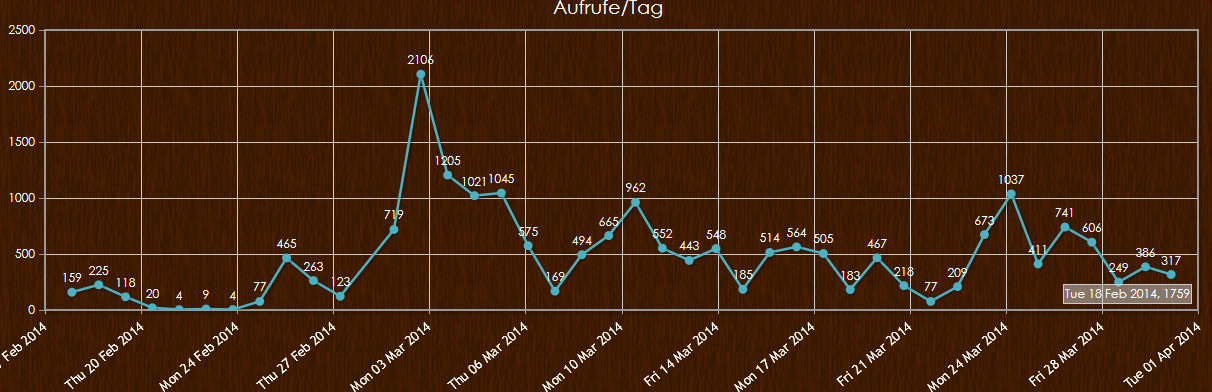 Aufrufe/Tag
2500
2000
1500
1000
500
0
159 225 118 20 4 9 4 77 465 263 123 719 2106 1205 1021 1045 575 169 494 665 962 552 443 548 185 514 564 505 183 467 218 77 209 673 1037 411 741 606 249 386 317
Tue 18 Feb 2014, 1759
Feb 2014
Thu 20 Feb 2014
Mon 24 Feb 2014
Thu 27 Feb 2014
Mon 03 Mar 2014
Thu 06 Mar 2014
Mon 10 Mar 2014
Fri 14 Mar 2014
Mon 17 Mar 2014
Fri 21 Mar 2014
Mon 24 Mar 2014
Fri 28 Mar 2014
Tue 01 Apr 2014